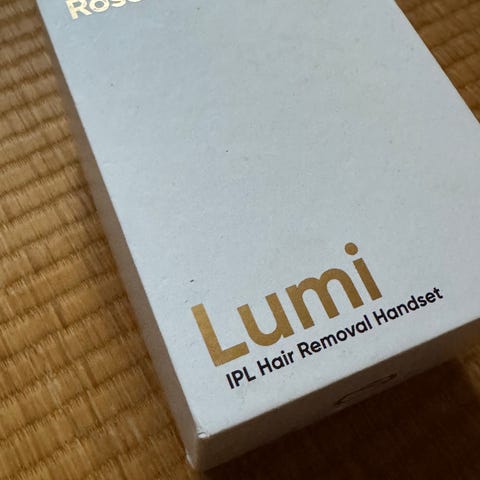 Lumi
IPL Hair Removal Handset